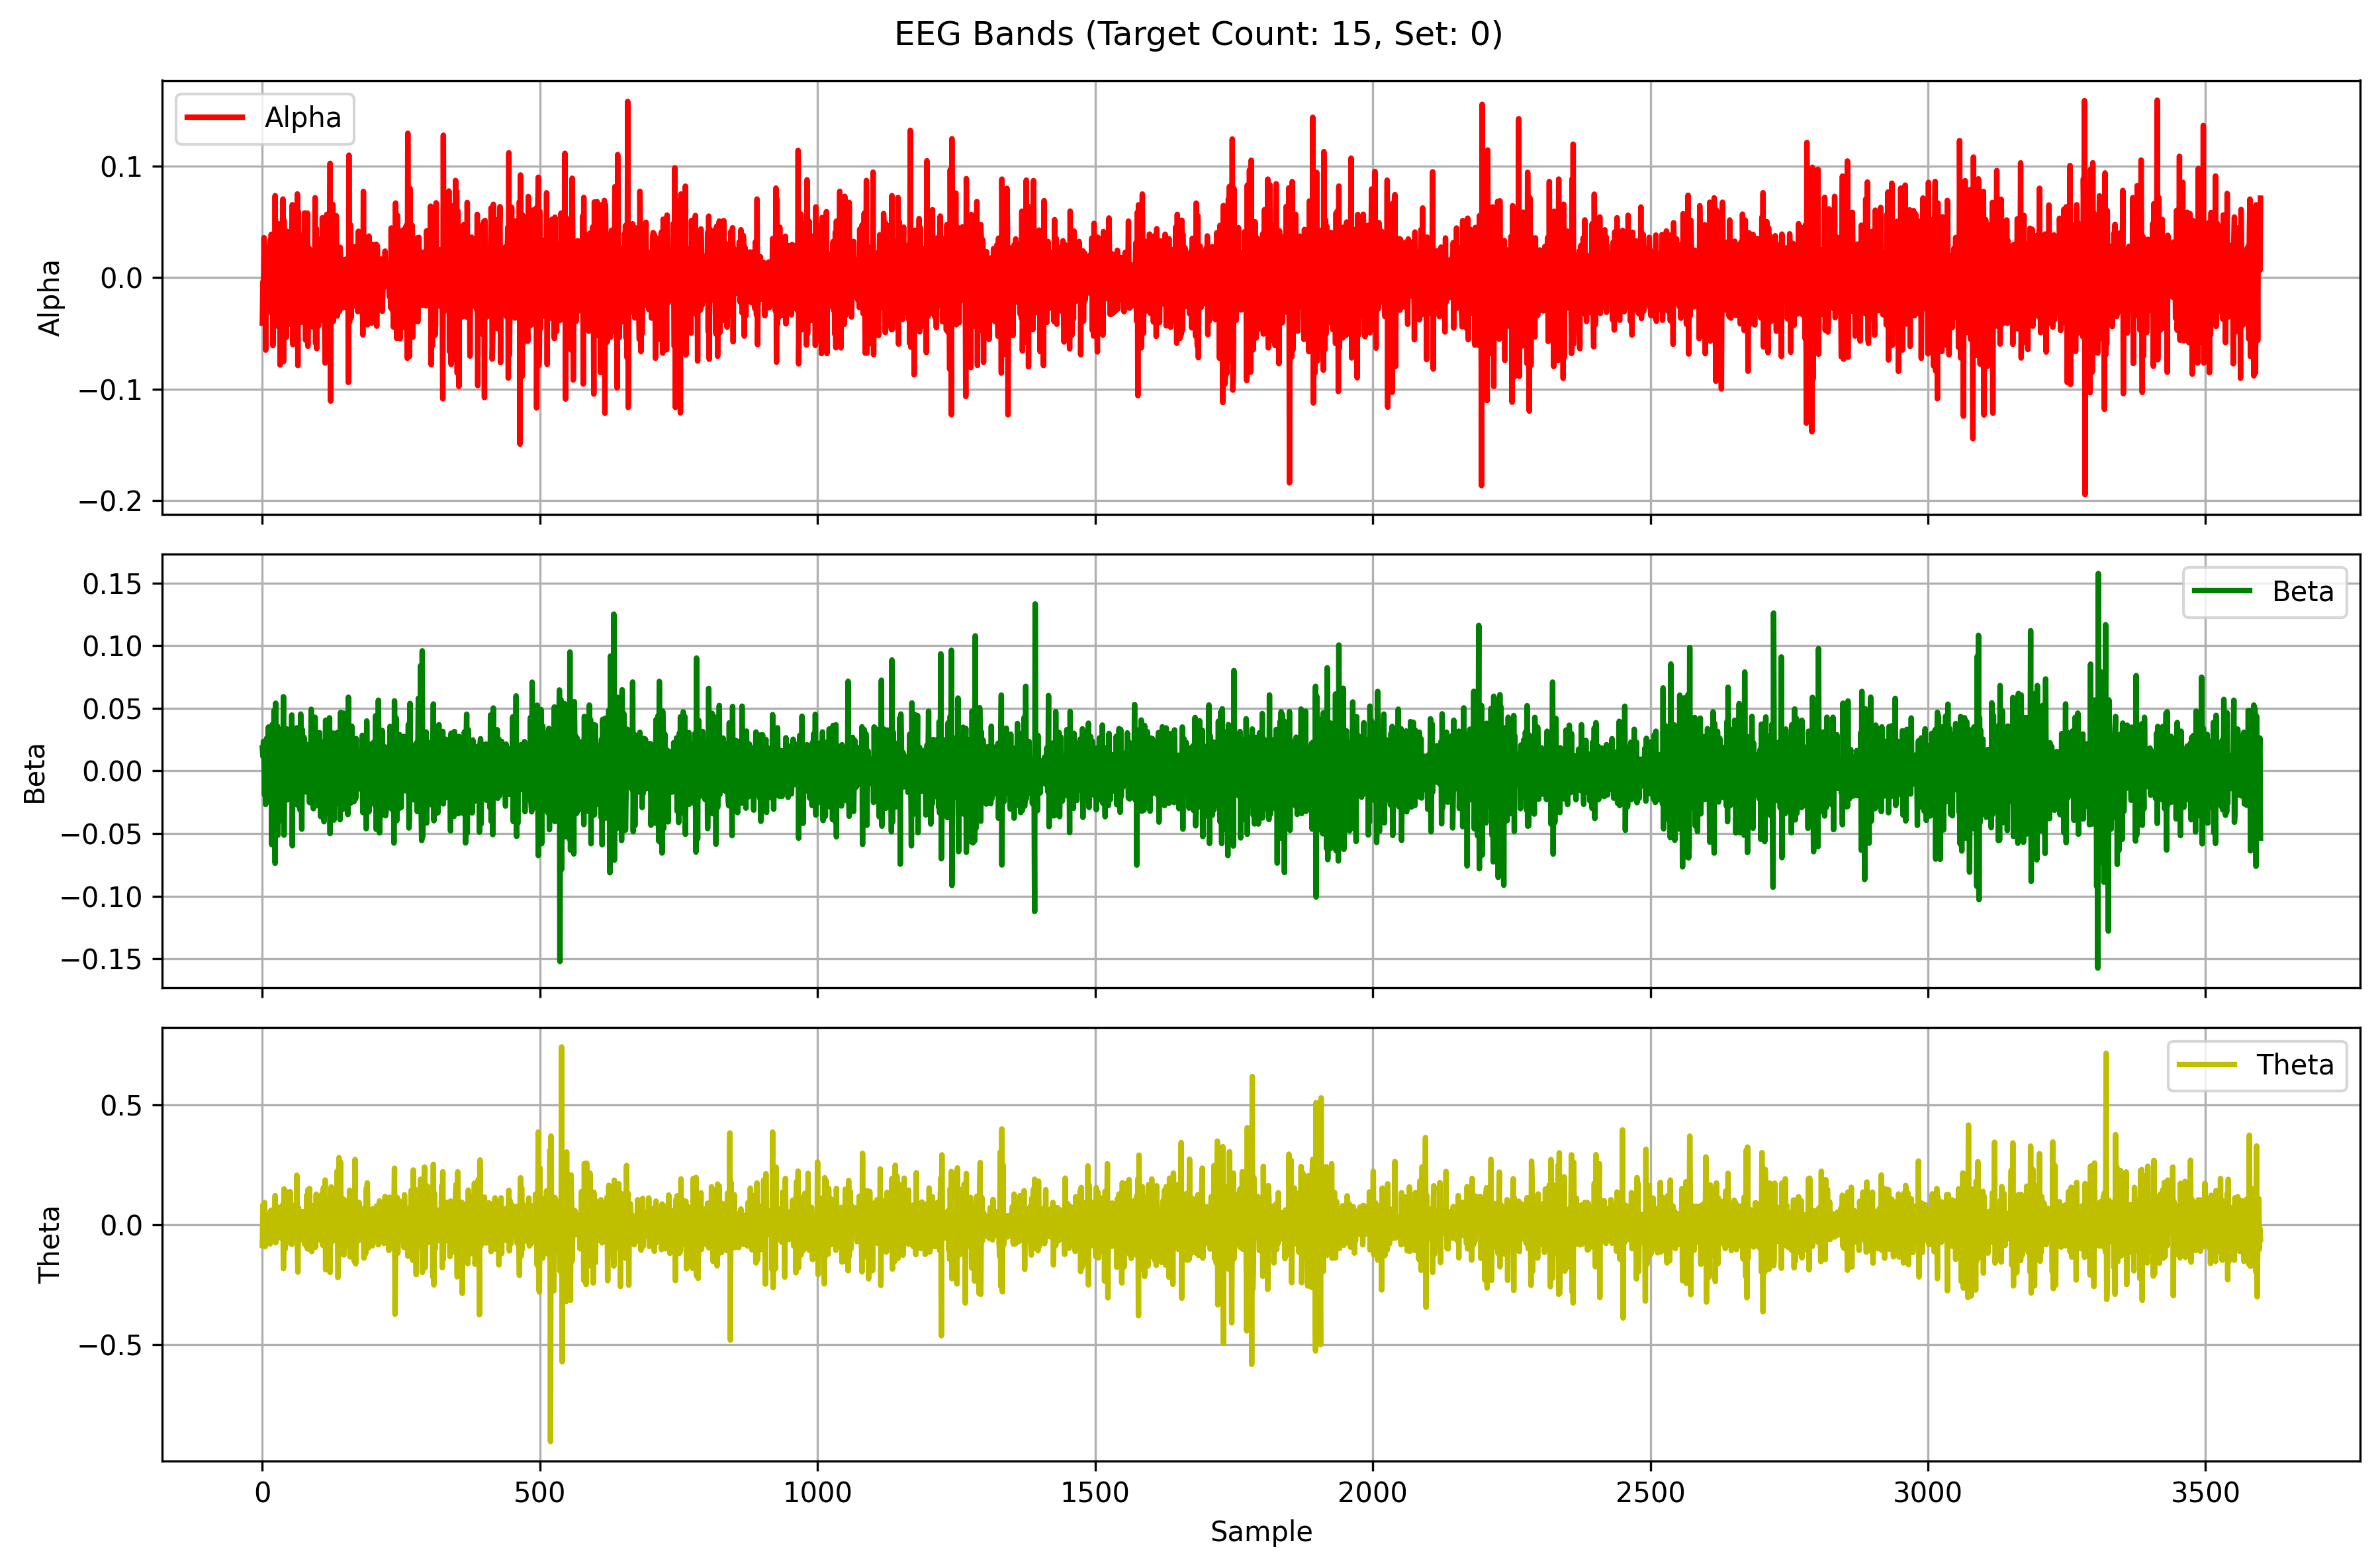 EEG Bands (Target Count: 15, Set: 0)
Alpha
0.1
0.0
−0.1
−0.2
Alpha
Beta
0.15
0.10
0.05
0.00
−0.05
−0.10
−0.15
Beta
Theta
0.5
0.0
−0.5
Theta
0 500 1000 1500 2000 2500 3000 3500
Sample